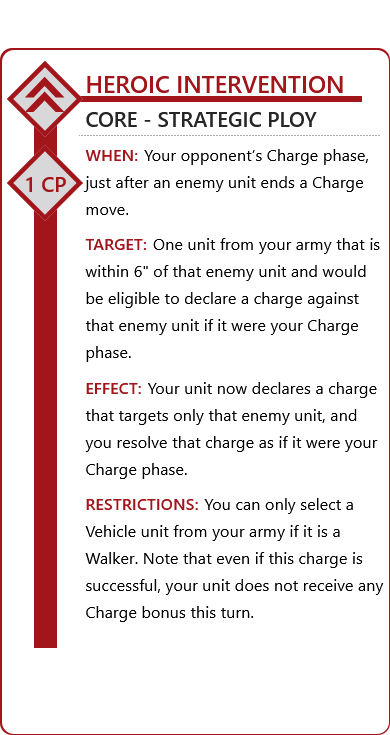 HEROIC INTERVENTION
CORE - STRATEGIC PLOY
1 CP
WHEN: Your opponent's Charge phase,
just after an enemy unit ends a Charge
move.
TARGET: One unit from your army that is
within 6" of that enemy unit and would
be eligible to declare a charge against
that enemy unit if it were your Charge
phase.
EFFECT: Your unit now declares a charge
that targets only that enemy unit, and
you resolve that charge as if it were your
Charge phase.
RESTRICTIONS: You can only select a
Vehicle unit from your army if it is a
Walker. Note that even if this charge is
successful, your unit does not receive any
Charge bonus this turn.